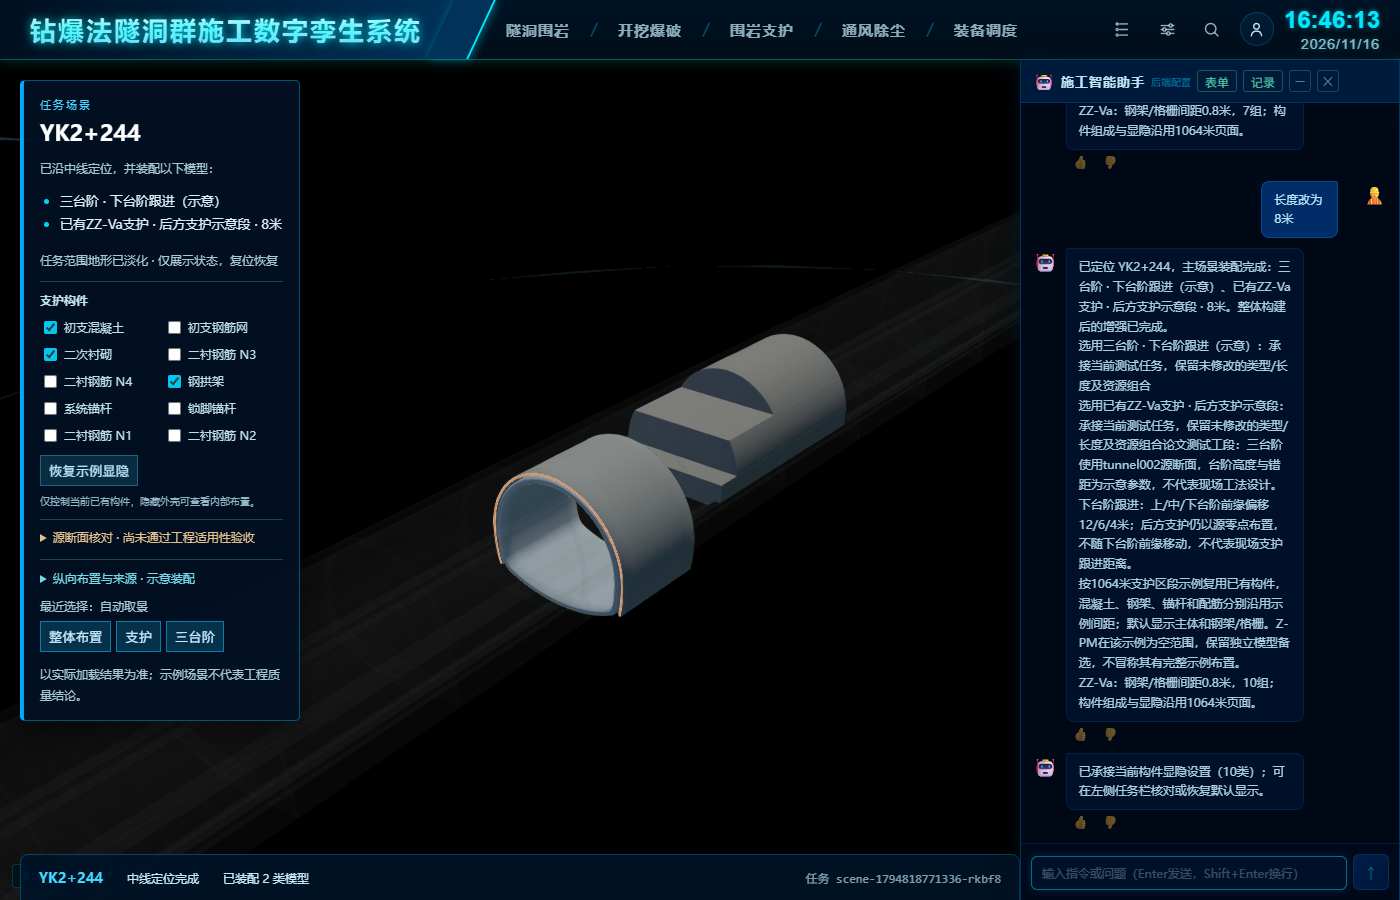 钻爆法隧洞群施工数字孪生系统
隧洞围岩 / 开挖爆破 / 围岩支护 / 通风除尘 / 装备调度
16:46:13
2026/11/16
任务场景
YK2+244
已沿中线定位，并装配以下模型：
三台阶 · 下台阶跟进（示意）
已有ZZ-Va支护 · 后方支护示意段 · 8米
任务范围地形已淡化 · 仅展示状态，复位恢复
支护构件
初支混凝土 初支钢筋网
二次衬砌 二衬钢筋 N3
二衬钢筋 N4 钢拱架
系统锚杆 锁脚锚杆
二衬钢筋 N1 二衬钢筋 N2
恢复示例显隐
仅控制当前已有构件，隐藏外壳可查看内部布置。
源断面核对 · 尚未通过工程适用性验收
纵向布置与来源 · 示意装配
最近选择：自动取景
整体布置 支护 三台阶
以实际加载结果为准；示例场景不代表工程质
量结论。
YK2+244 中线定位完成 已装配 2 类模型
任务 scene-1794818771336-rkbf8
施工智能助手 后端配置 表单 记录
ZZ-Va：钢架/格栅间距0.8米，7组；构
件组成与显隐沿用1064米页面。
长度改为
8米
已定位 YK2+244，主场景装配完成：三
台阶 · 下台阶跟进（示意）、已有ZZ-Va
支护 · 后方支护示意段 · 8米。整体构建
后的增强已完成。
选用三台阶 · 下台阶跟进（示意）：承
接当前测试任务，保留未修改的类型/长
度及资源组合
选用已有ZZ-Va支护 · 后方支护示意段：
承接当前测试任务，保留未修改的类型/
长度及资源组合论文测试工段：三台阶
使用tunnel002源断面，台阶高度与错
距为示意参数，不代表现场工法设计。
下台阶跟进：上/中/下台阶前缘偏移
12/6/4米；后方支护仍以源零点布置，
不随下台阶前缘移动，不代表现场支护
跟进距离。
按1064米支护区段示例复用已有构件，
混凝土、钢架、锚杆和配筋分别沿用示
例间距；默认显示主体和钢架/格栅。Z-
PM在该示例为空范围，保留独立模型备
选，不冒称其有完整示例布置。
ZZ-Va：钢架/格栅间距0.8米，10组；
构件组成与显隐沿用1064米页面。
已承接当前构件显隐设置（10类）；可
在左侧任务栏核对或恢复默认显示。
输入指令或问题（Enter发送，Shift+Enter换行）